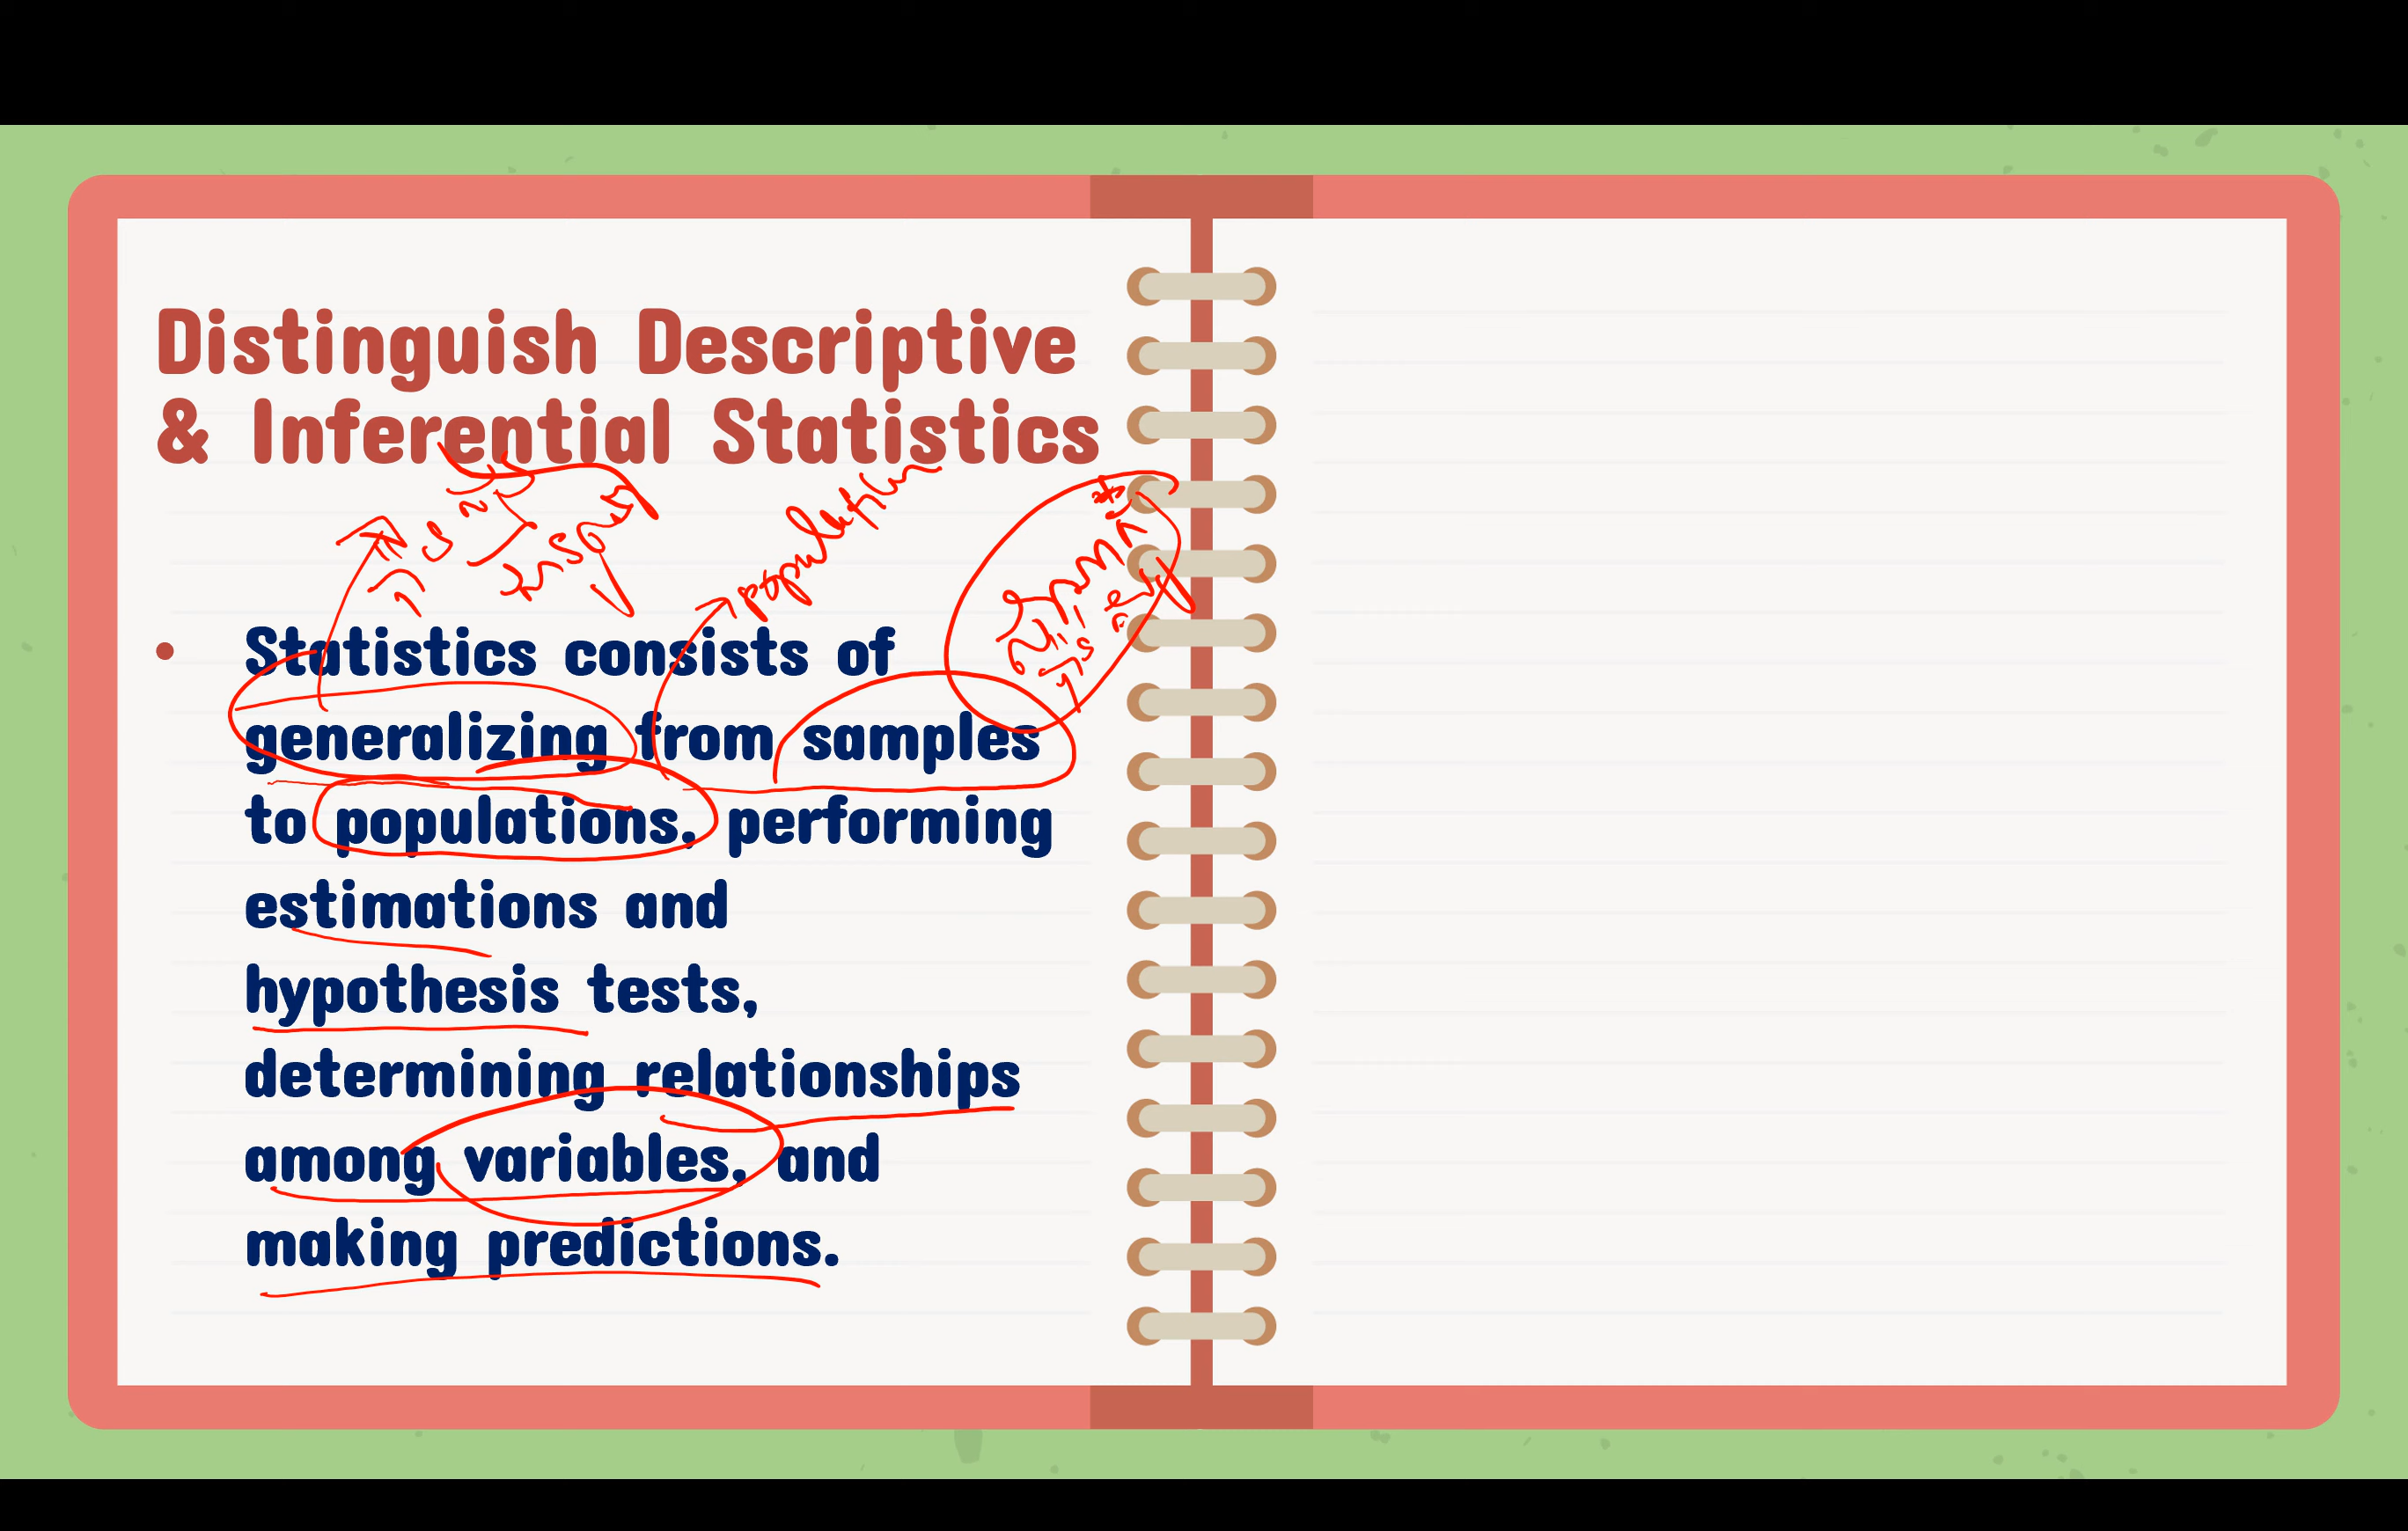 Distinguish Descriptive
& Inferential Statistics
• Statistics consists of
generalizing from samples
to populations, performing
estimations and
hypothesis tests,
determining relationships
among variables, and
making predictions.